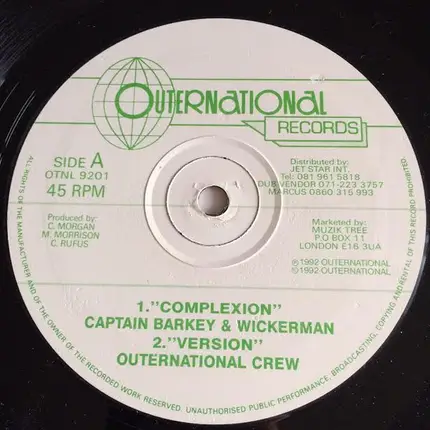 OUTERNATIONAL
RECORDS
SIDE A
OTNL 9201
45 RPM
Distributed by:
JET STAR INT.
Tel: 081 961 5818
DUB VENDOR 071-223 3757
MARCUS 0860 315 993
Produced by:
C. MORGAN
M. MORRISON
C. RUFUS
Marketed by:
MUZIK TREE
P.O BOX 11
LONDON E16 3UA
℗1992 OUTERNATIONAL
©1992 OUTERNATIONAL
1."COMPLEXION"
CAPTAIN BARKEY & WICKERMAN
2."VERSION"
OUTERNATIONAL CREW
ALL RIGHTS OF THE MANUFACTURER AND OF THE OWNER OF THE RECORDED WORK RESERVED. UNAUTHORISED PUBLIC PERFORMANCE, BROADCASTING, COPYING AND RENTAL OF THIS RECORD PROHIBITED.